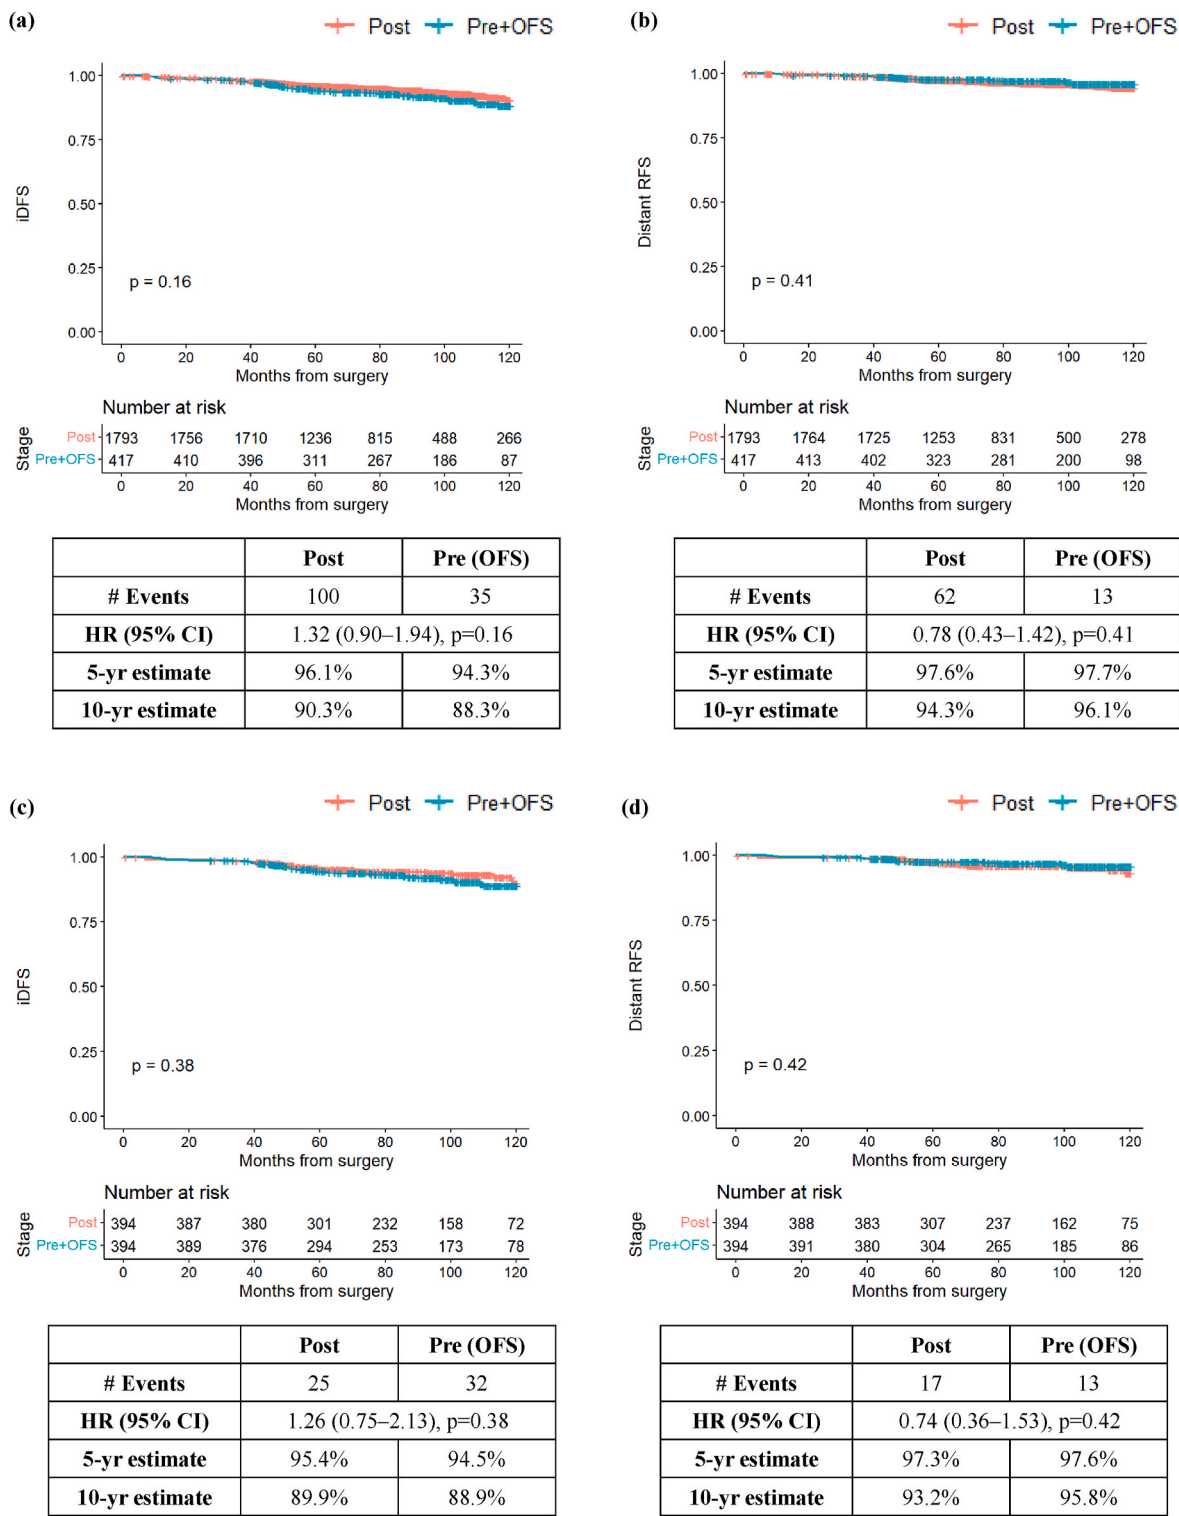 (a)
Post Pre+OFS
1.00
0.75
0.50
0.25
0.00
iDFS
p = 0.16
0 20 40 60 80 100 120
Months from surgery
Number at risk
Stage
Post 1793 1756 1710 1236 815 488 266
Pre+OFS 417 410 396 311 267 186 87
0 20 40 60 80 100 120
Months from surgery
Post Pre (OFS)
# Events 100 35
HR (95% CI) 1.32 (0.90–1.94), p=0.16
5-yr estimate 96.1% 94.3%
10-yr estimate 90.3% 88.3%
(b)
Post Pre+OFS
1.00
0.75
0.50
0.25
0.00
Distant RFS
p = 0.41
0 20 40 60 80 100 120
Months from surgery
Number at risk
Stage
Post 1793 1764 1725 1253 831 500 278
Pre+OFS 417 413 402 323 281 200 98
0 20 40 60 80 100 120
Months from surgery
Post Pre (OFS)
# Events 62 13
HR (95% CI) 0.78 (0.43–1.42), p=0.41
5-yr estimate 97.6% 97.7%
10-yr estimate 94.3% 96.1%
(c)
Post Pre+OFS
1.00
0.75
0.50
0.25
0.00
iDFS
p = 0.38
0 20 40 60 80 100 120
Months from surgery
Number at risk
Stage
Post 394 387 380 301 232 158 72
Pre+OFS 394 389 376 294 253 173 78
0 20 40 60 80 100 120
Months from surgery
Post Pre (OFS)
# Events 25 32
HR (95% CI) 1.26 (0.75–2.13), p=0.38
5-yr estimate 95.4% 94.5%
10-yr estimate 89.9% 88.9%
(d)
Post Pre+OFS
1.00
0.75
0.50
0.25
0.00
Distant RFS
p = 0.42
0 20 40 60 80 100 120
Months from surgery
Number at risk
Stage
Post 394 388 383 307 237 162 75
Pre+OFS 394 391 380 304 265 185 86
0 20 40 60 80 100 120
Months from surgery
Post Pre (OFS)
# Events 17 13
HR (95% CI) 0.74 (0.36–1.53), p=0.42
5-yr estimate 97.3% 97.6%
10-yr estimate 93.2% 95.8%